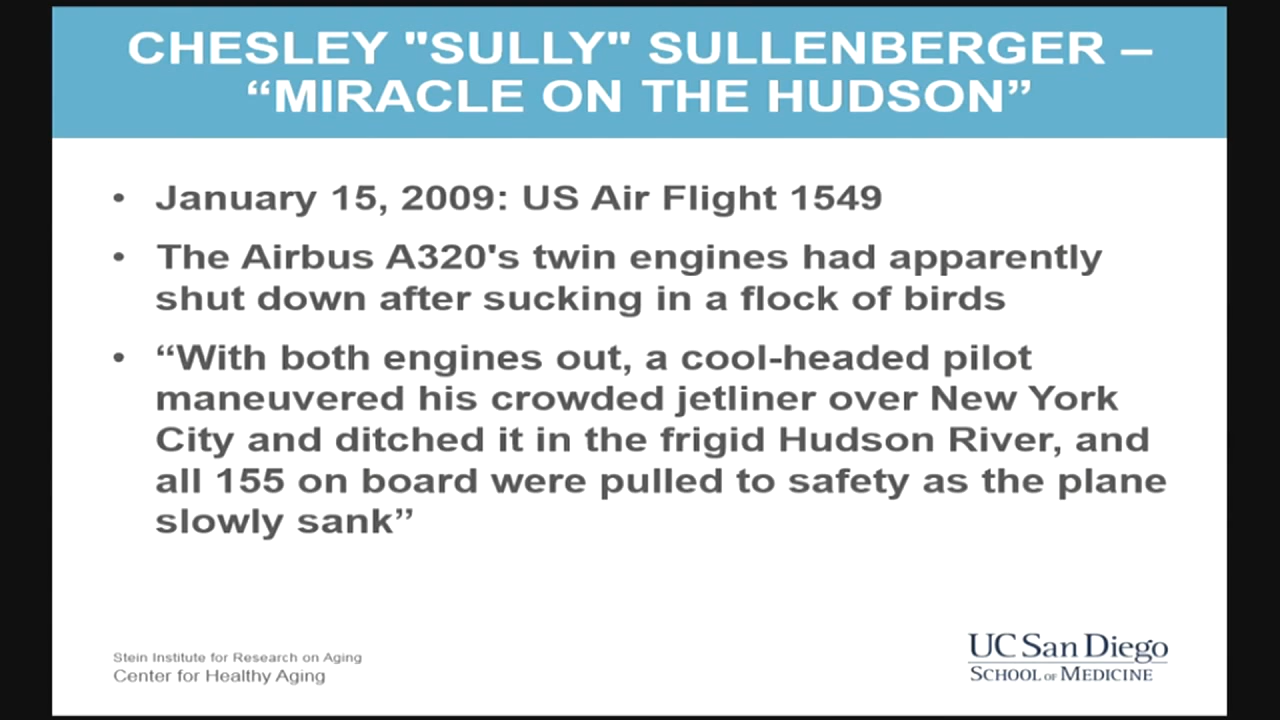 CHESLEY "SULLY" SULLENBERGER –
“MIRACLE ON THE HUDSON”
• January 15, 2009: US Air Flight 1549
• The Airbus A320's twin engines had apparently
shut down after sucking in a flock of birds
• “With both engines out, a cool-headed pilot
maneuvered his crowded jetliner over New York
City and ditched it in the frigid Hudson River, and
all 155 on board were pulled to safety as the plane
slowly sank”
Stein Institute for Research on Aging
Center for Healthy Aging
UC San Diego
SCHOOL OF MEDICINE